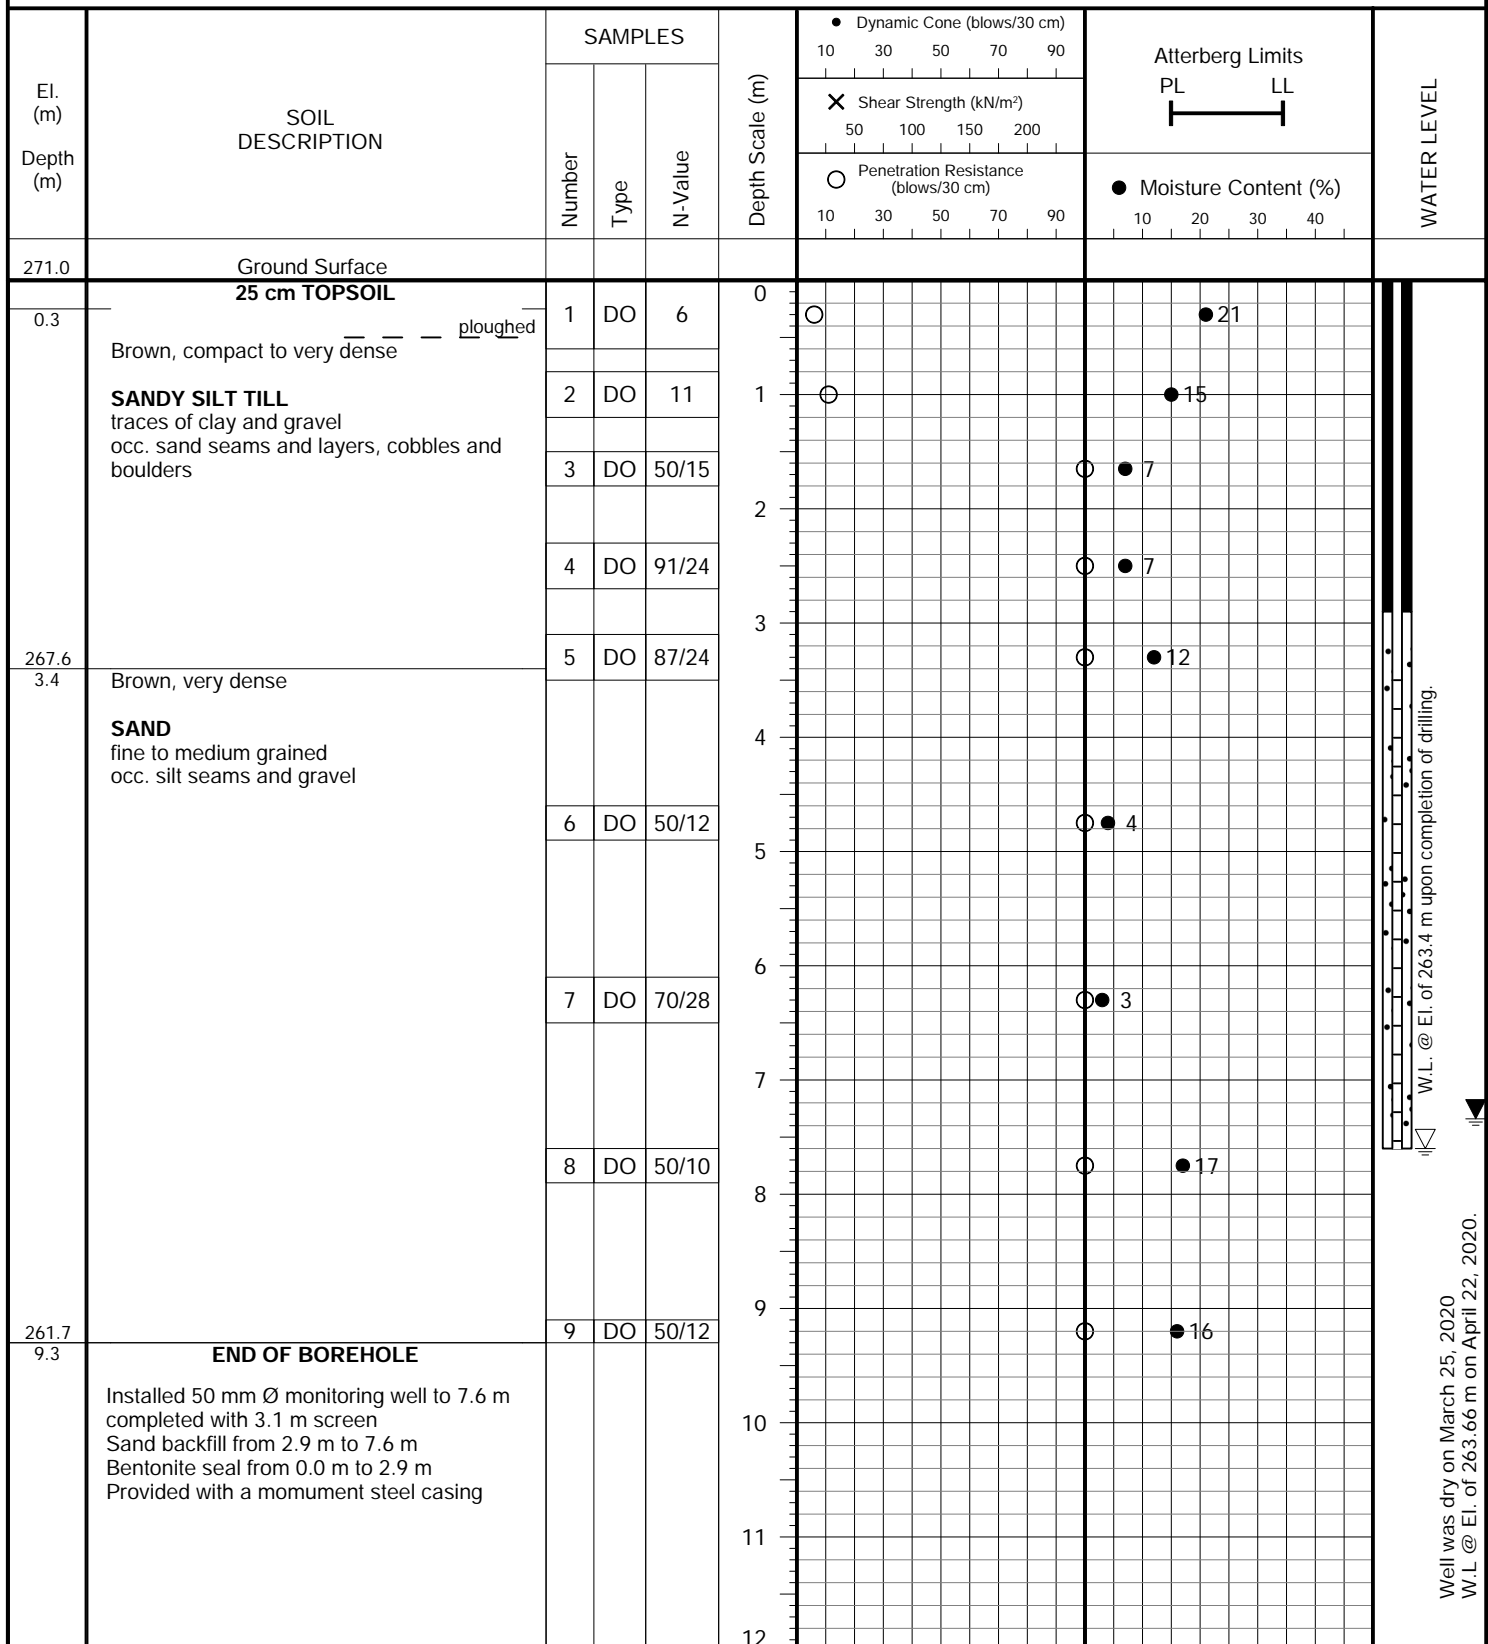 El.
(m)
Depth
(m)
SOIL
DESCRIPTION
SAMPLES
Number
Type
N-Value
Depth Scale (m)
Dynamic Cone (blows/30 cm)
10 30 50 70 90
Shear Strength (kN/m²)
50 100 150 200
Penetration Resistance
(blows/30 cm)
10 30 50 70 90
Atterberg Limits
PL LL
Moisture Content (%)
10 20 30 40
WATER LEVEL
271.0 Ground Surface
25 cm TOPSOIL
0
0.3
1 DO 6
21
ploughed
Brown, compact to very dense
SANDY SILT TILL
2 DO 11
1
15
traces of clay and gravel
occ. sand seams and layers, cobbles and
boulders
3 DO 50/15
7
2
4 DO 91/24
7
3
267.6
5 DO 87/24
12
3.4
Brown, very dense
SAND
fine to medium grained
4
occ. silt seams and gravel
6 DO 50/12
4
5
6
7 DO 70/28
3
7
8 DO 50/10
17
8
9
261.7
9 DO 50/12
16
9.3
END OF BOREHOLE
Installed 50 mm Ø monitoring well to 7.6 m
completed with 3.1 m screen
10
Sand backfill from 2.9 m to 7.6 m
Bentonite seal from 0.0 m to 2.9 m
Provided with a momument steel casing
11
12
W.L. @ El. of 263.4 m upon completion of drilling.
Well was dry on March 25, 2020
W.L @ El. of 263.66 m on April 22, 2020.